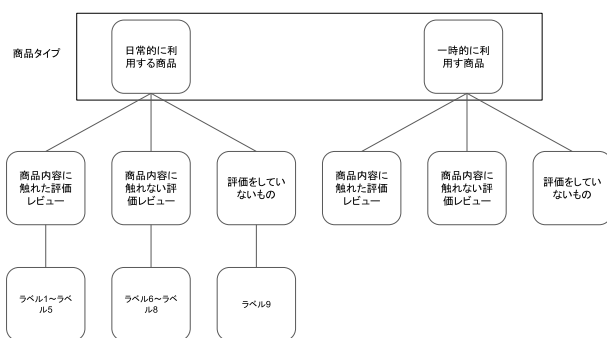 商品タイプ
日常的に利
用する商品
一時的に利
用す商品
商品内容に
触れた評価
レビュー
商品内容に
触れない評
価レビュー
評価をしてい
ないもの
商品内容に
触れた評価
レビュー
商品内容に
触れない評
価レビュー
評価をしてい
ないもの
ラベル1〜ラベ
ル5
ラベル6〜ラベ
ル8
ラベル9